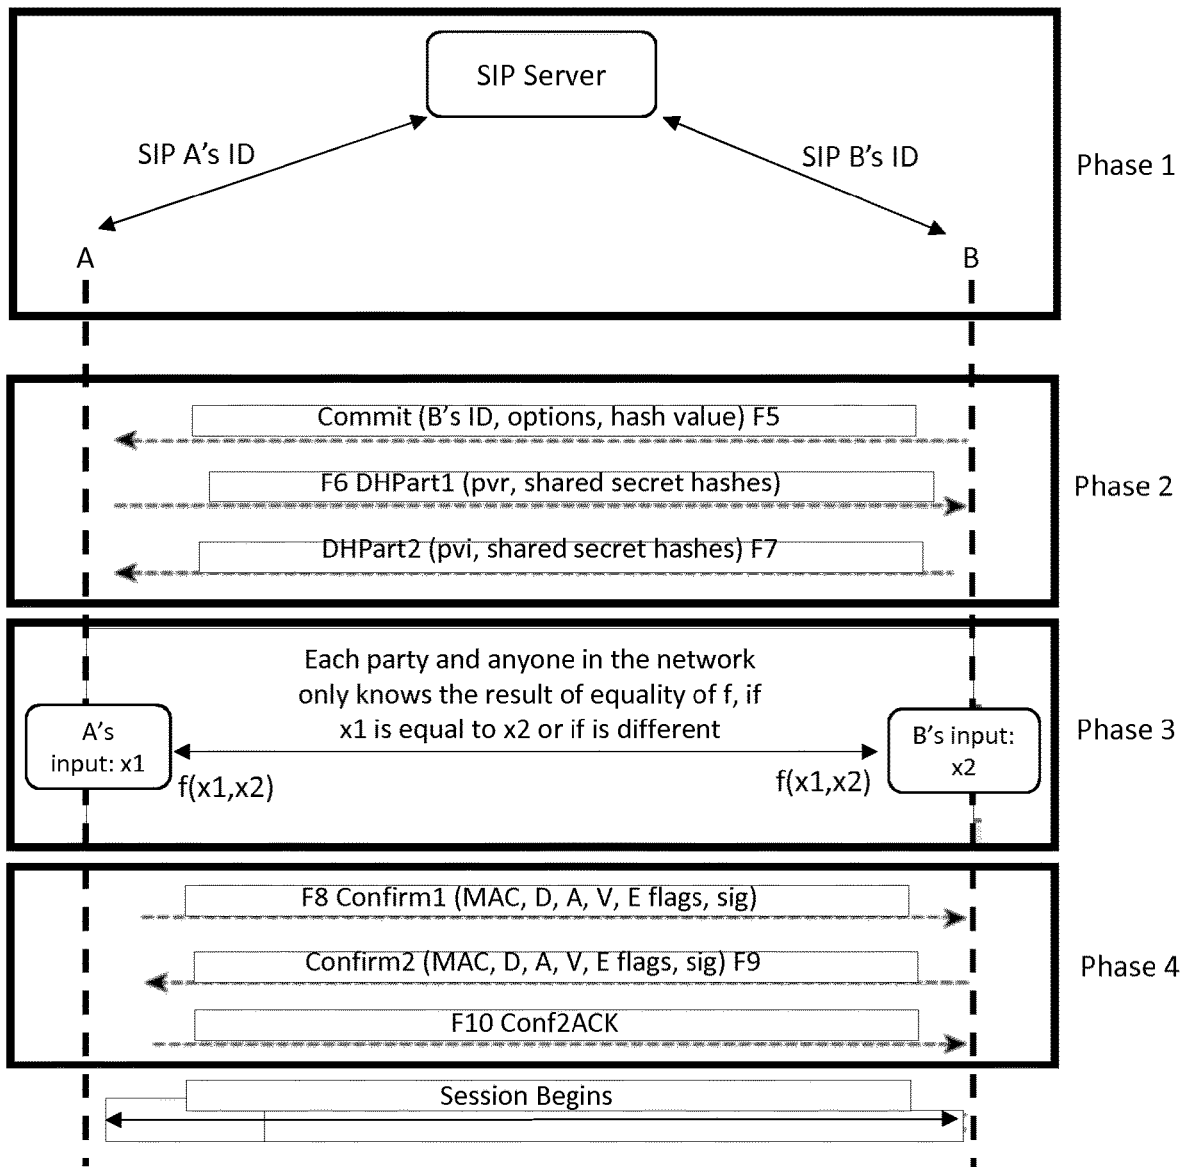 SIP Server
SIP A's ID
SIP B's ID
Phase 1
A
B
Commit (B's ID, options, hash value) F5
F6 DHPart1 (pvr, shared secret hashes)
Phase 2
DHPart2 (pvi, shared secret hashes) F7
Each party and anyone in the network
only knows the result of equality of f, if
x1 is equal to x2 or if is different
A's
input: x1
B's input:
x2
Phase 3
f(x1,x2)
f(x1,x2)
F8 Confirm1 (MAC, D, A, V, E flags, sig)
Confirm2 (MAC, D, A, V, E flags, sig) F9
Phase 4
F10 Conf2ACK
Session Begins